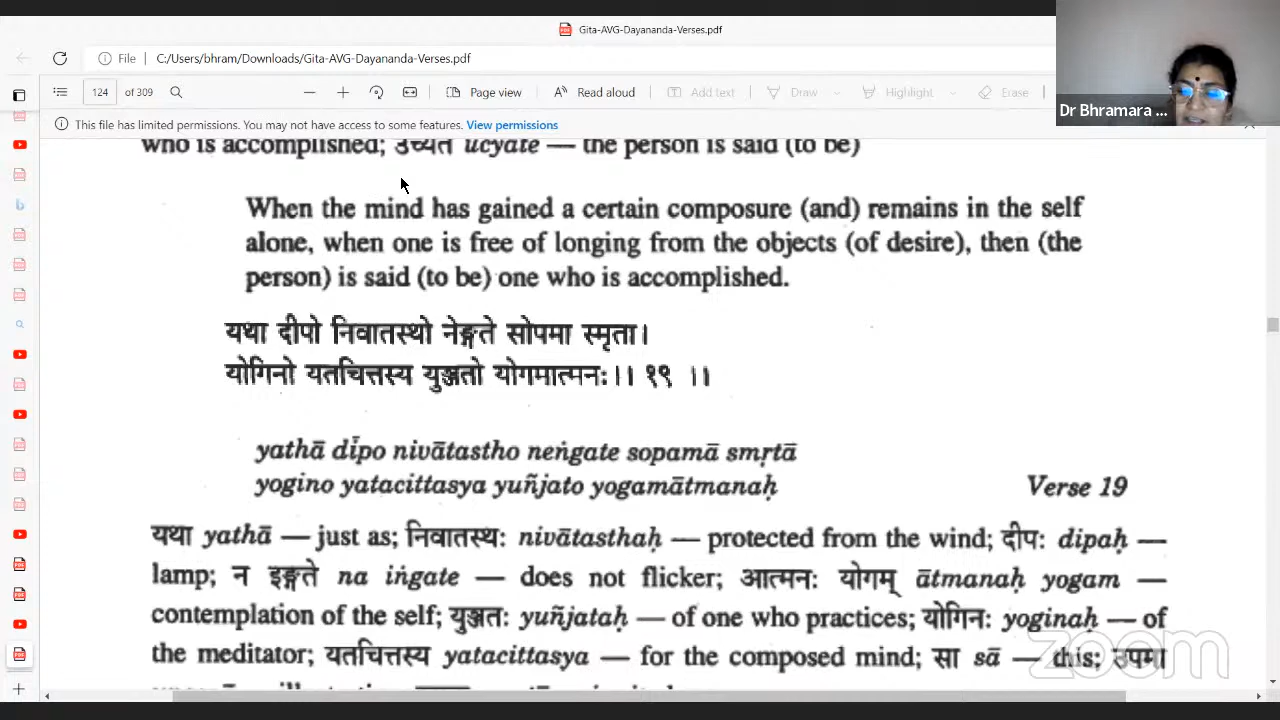 Gita-AVG-Dayananda-Verses.pdf
File C:/Users/bhram/Downloads/Gita-AVG-Dayananda-Verses.pdf
124 of 309 Page view Read aloud Add text Draw Highlight Erase
Dr Bhramara ...
This file has limited permissions. You may not have access to some features. View permissions
who is accomplished; उच्यते ucyate — the person is said (to be)
When the mind has gained a certain composure (and) remains in the self
alone, when one is free of longing from the objects (of desire), then (the
person) is said (to be) one who is accomplished.
यथा दीपो निवातस्थो नेङ्गते सोपमा स्मृता।
योगिनो यतचित्तस्य युञ्जतो योगमात्मनः।। १९ ।।
yathā dīpo nivātastho neṅgate sopamā smṛtā
yogino yatacittasya yuñjato yogamātmanaḥ Verse 19
यथा yathā — just as; निवातस्थः nivātasthaḥ — protected from the wind; दीपः dipaḥ —
lamp; न इङ्गते na iṅgate — does not flicker; आत्मनः योगम् ātmanaḥ yogam —
contemplation of the self; युञ्जतः yuñjataḥ — of one who practices; योगिनः yoginaḥ — of
the meditator; यतचित्तस्य yatacittasya — for the composed mind; सा sā — this; उपमा
zoom